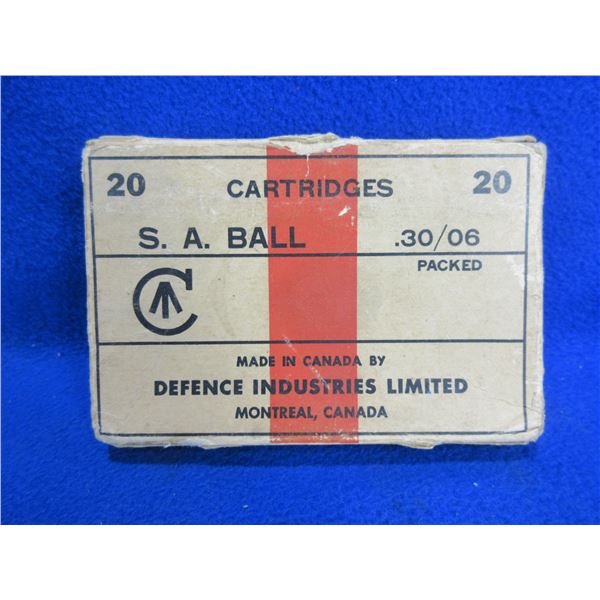 20 CARTRIDGES 20
S. A. BALL .30/06
PACKED
C
MADE IN CANADA BY
DEFENCE INDUSTRIES LIMITED
MONTREAL, CANADA